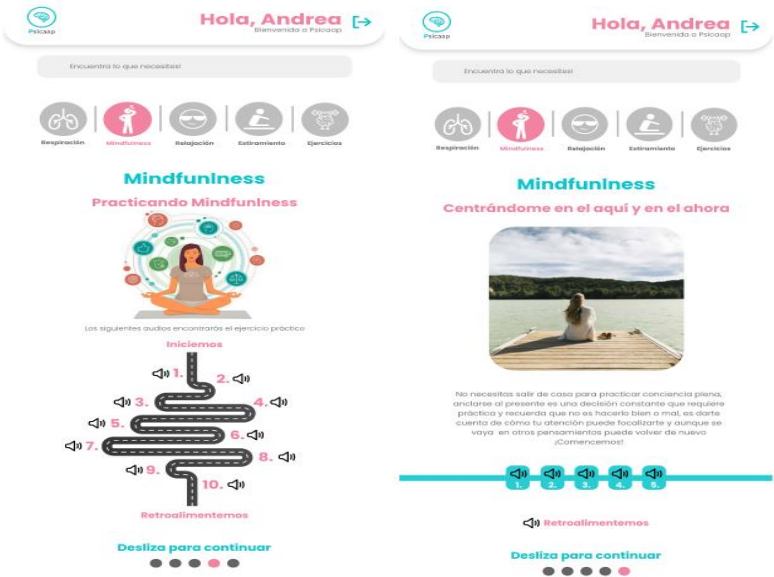 Psicaap
Hola, Andrea
Bienvenida a Psicaap
Encuentra lo que necesites!
Respiración
Mindfulness
Relajación
Estiramiento
Ejercicios
Mindfunlness
Practicando Mindfunlness
Los siguientes audios encontrarás el ejercicio práctico
Iniciemos
1.
2.
3.
4.
5.
6.
7.
8.
9.
10.
Retroalimentemos
Desliza para continuar
Psicaap
Hola, Andrea
Bienvenida a Psicaap
Encuentra lo que necesites!
Respiración
Mindfulness
Relajación
Estiramiento
Ejercicios
Mindfunlness
Centrándome en el aquí y en el ahora
No necesitas salir de casa para practicar conciencia plena,
anclarse al presente es una decisión constante que requiere
práctica y recuerda que no es hacerlo bien o mal, es darte
cuenta de cómo tu atención puede focalizarte y aunque se
vaya en otros pensamientos puede volver de nuevo
¡Comencemos!
1.
2.
3.
4.
5.
Retroalimentemos
Desliza para continuar